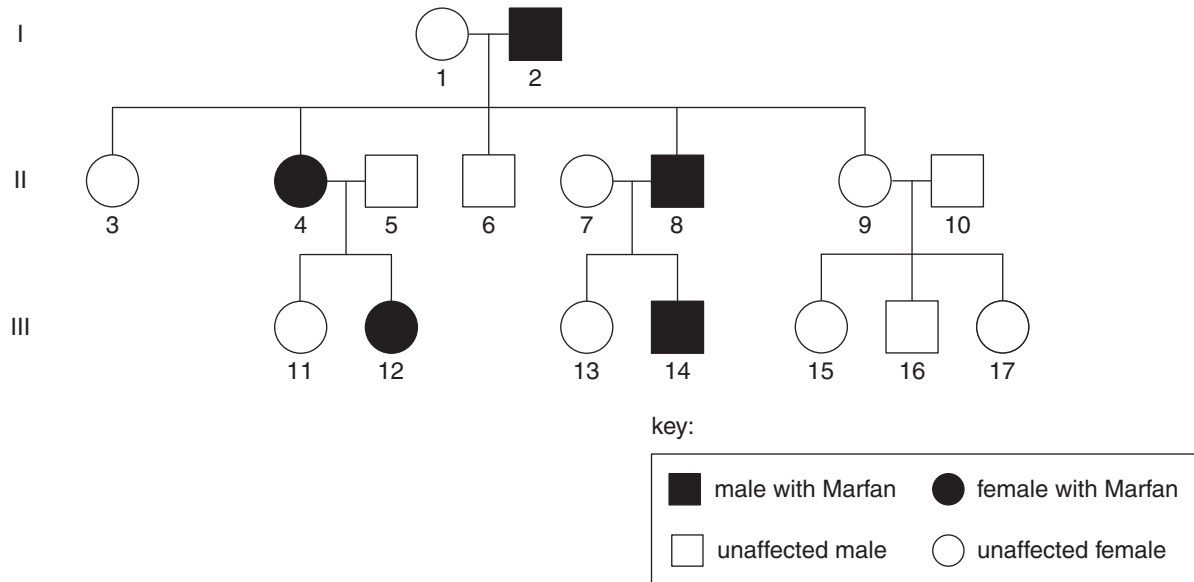 I
1 2
II
3 4 5 6 7 8 9 10
III
11 12 13 14 15 16 17
key:
male with Marfan female with Marfan
unaffected male unaffected female